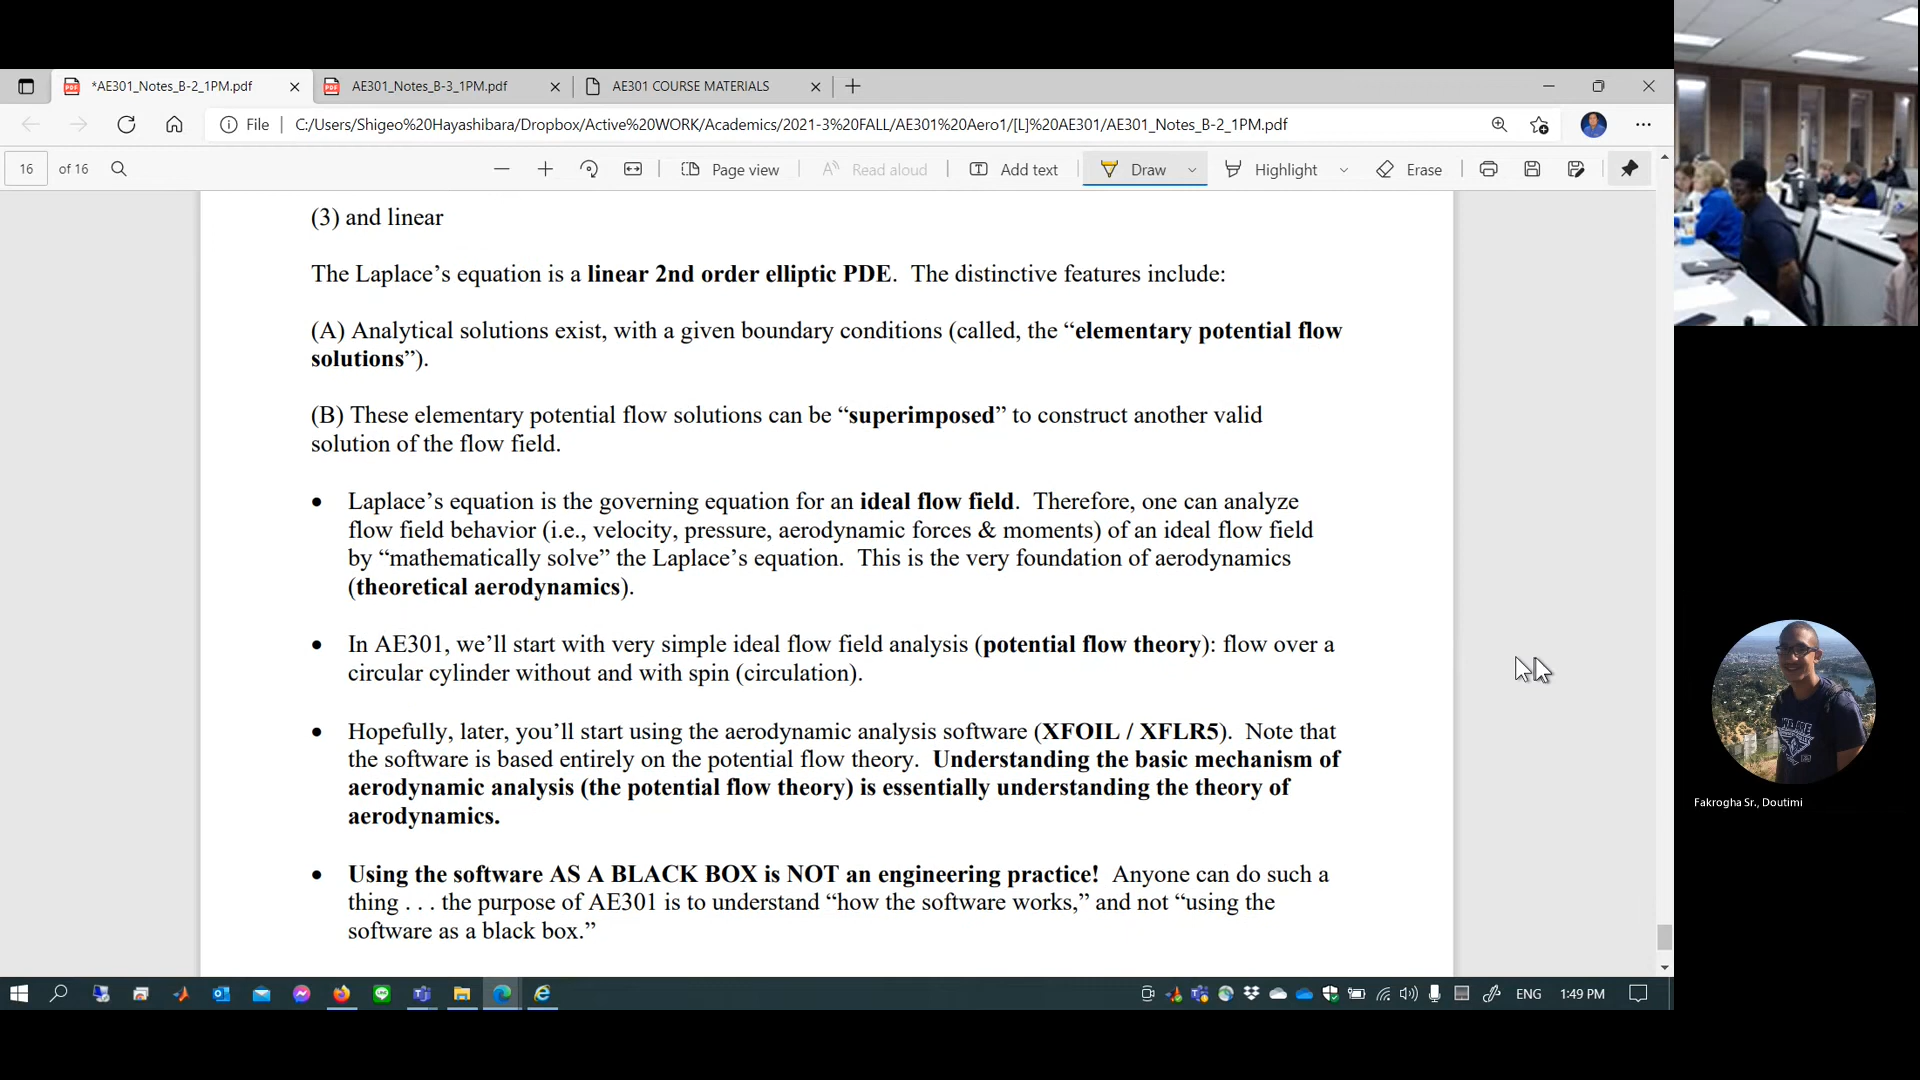 *AE301_Notes_B-2_1PM.pdf
AE301_Notes_B-3_1PM.pdf
AE301 COURSE MATERIALS
File
C:/Users/Shigeo%20Hayashibara/Dropbox/Active%20WORK/Academics/2021-3%20FALL/AE301%20Aero1/[L]%20AE301/AE301_Notes_B-2_1PM.pdf
16 of 16
Page view
Read aloud
Add text
Draw
Highlight
Erase
(3) and linear
The Laplace’s equation is a linear 2nd order elliptic PDE. The distinctive features include:
(A) Analytical solutions exist, with a given boundary conditions (called, the “elementary potential flow
solutions”).
(B) These elementary potential flow solutions can be “superimposed” to construct another valid
solution of the flow field.
• Laplace’s equation is the governing equation for an ideal flow field. Therefore, one can analyze
flow field behavior (i.e., velocity, pressure, aerodynamic forces & moments) of an ideal flow field
by “mathematically solve” the Laplace’s equation. This is the very foundation of aerodynamics
(theoretical aerodynamics).
• In AE301, we’ll start with very simple ideal flow field analysis (potential flow theory): flow over a
circular cylinder without and with spin (circulation).
• Hopefully, later, you’ll start using the aerodynamic analysis software (XFOIL / XFLR5). Note that
the software is based entirely on the potential flow theory. Understanding the basic mechanism of
aerodynamic analysis (the potential flow theory) is essentially understanding the theory of
aerodynamics.
• Using the software AS A BLACK BOX is NOT an engineering practice! Anyone can do such a
thing . . . the purpose of AE301 is to understand “how the software works,” and not “using the
software as a black box.”
Fakrogha Sr., Doutimi
ENG
1:49 PM